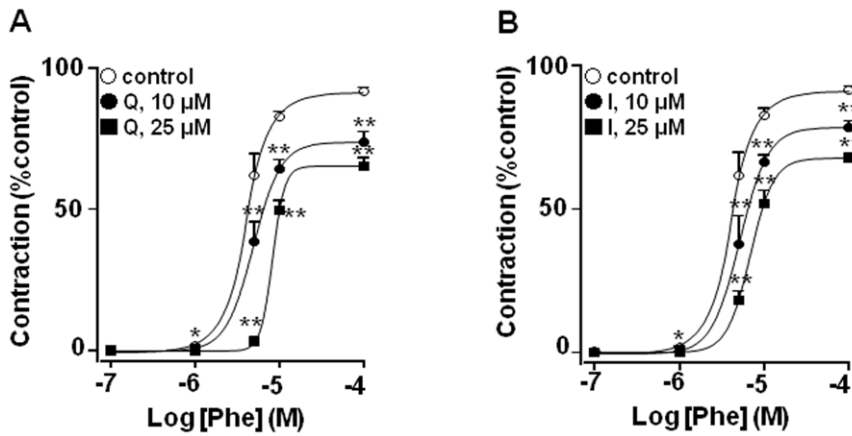 A
Contraction (%control)
100
50
0
○ control
● Q, 10 µM
■ Q, 25 µM
**
**
**
**
**
**
*
-7
-6
-5
-4
Log [Phe] (M)
B
Contraction (%control)
100
50
0
○ control
● I, 10 µM
■ I, 25 µM
**
**
**
**
**
**
*
-7
-6
-5
-4
Log [Phe] (M)